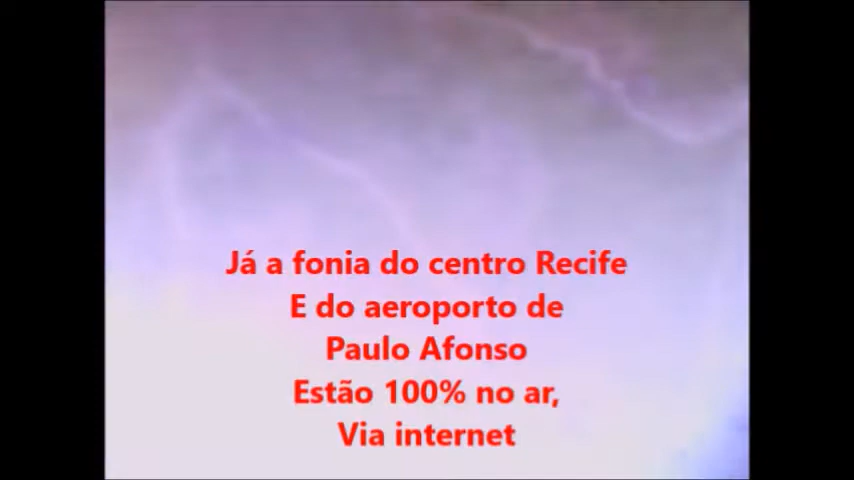 Já a fonia do centro Recife
E do aeroporto de
Paulo Afonso
Estão 100% no ar,
Via internet